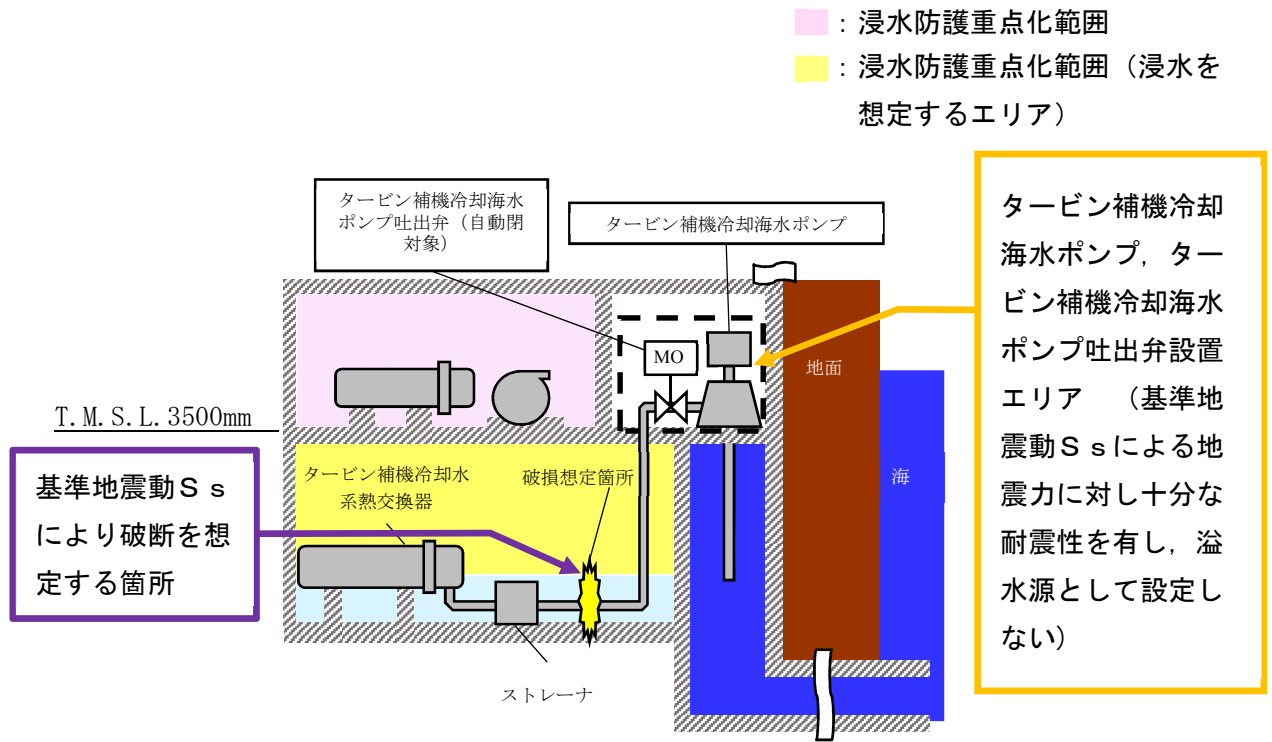 ：浸水防護重点化範囲
：浸水防護重点化範囲（浸水を
想定するエリア）
タービン補機冷却海水
ポンプ吐出弁（自動閉
対象）
タービン補機冷却海水ポンプ
タービン補機冷却
海水ポンプ，ター
ビン補機冷却海水
ポンプ吐出弁設置
エリア　（基準地
震動Ｓｓによる地
震力に対し十分な
耐震性を有し，溢
水源として設定し
ない）
MO
地面
T.M.S.L.3500mm
海
基準地震動Ｓｓ
により破断を想
定する箇所
タービン補機冷却水
系熱交換器
破損想定箇所
ストレーナ